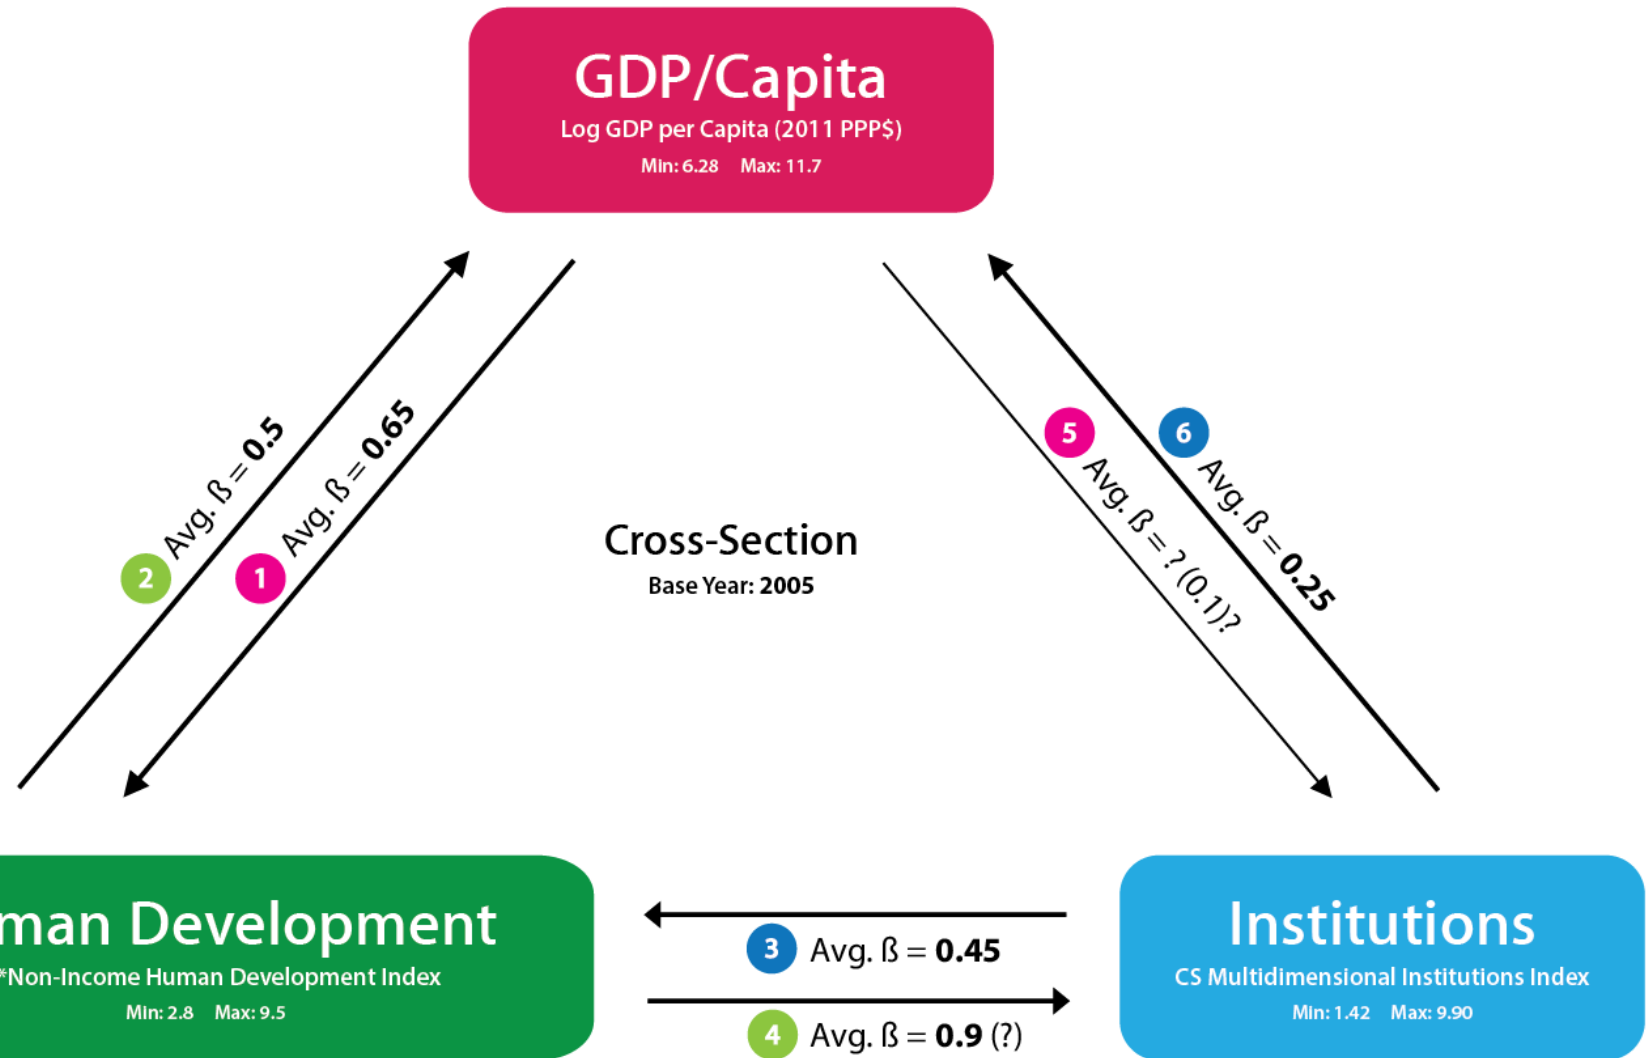 GDP/Capita
Log GDP per Capita (2011 PPP$)
Min: 6.28 Max: 11.7
2 Avg. ß = 0.5
1 Avg. ß = 0.65
5 Avg. ß = ? (0.1)?
6 Avg. ß = 0.25
Cross-Section
Base Year: 2005
man Development
*Non-Income Human Development Index
Min: 2.8 Max: 9.5
3 Avg. ß = 0.45
4 Avg. ß = 0.9 (?)
Institutions
CS Multidimensional Institutions Index
Min: 1.42 Max: 9.90